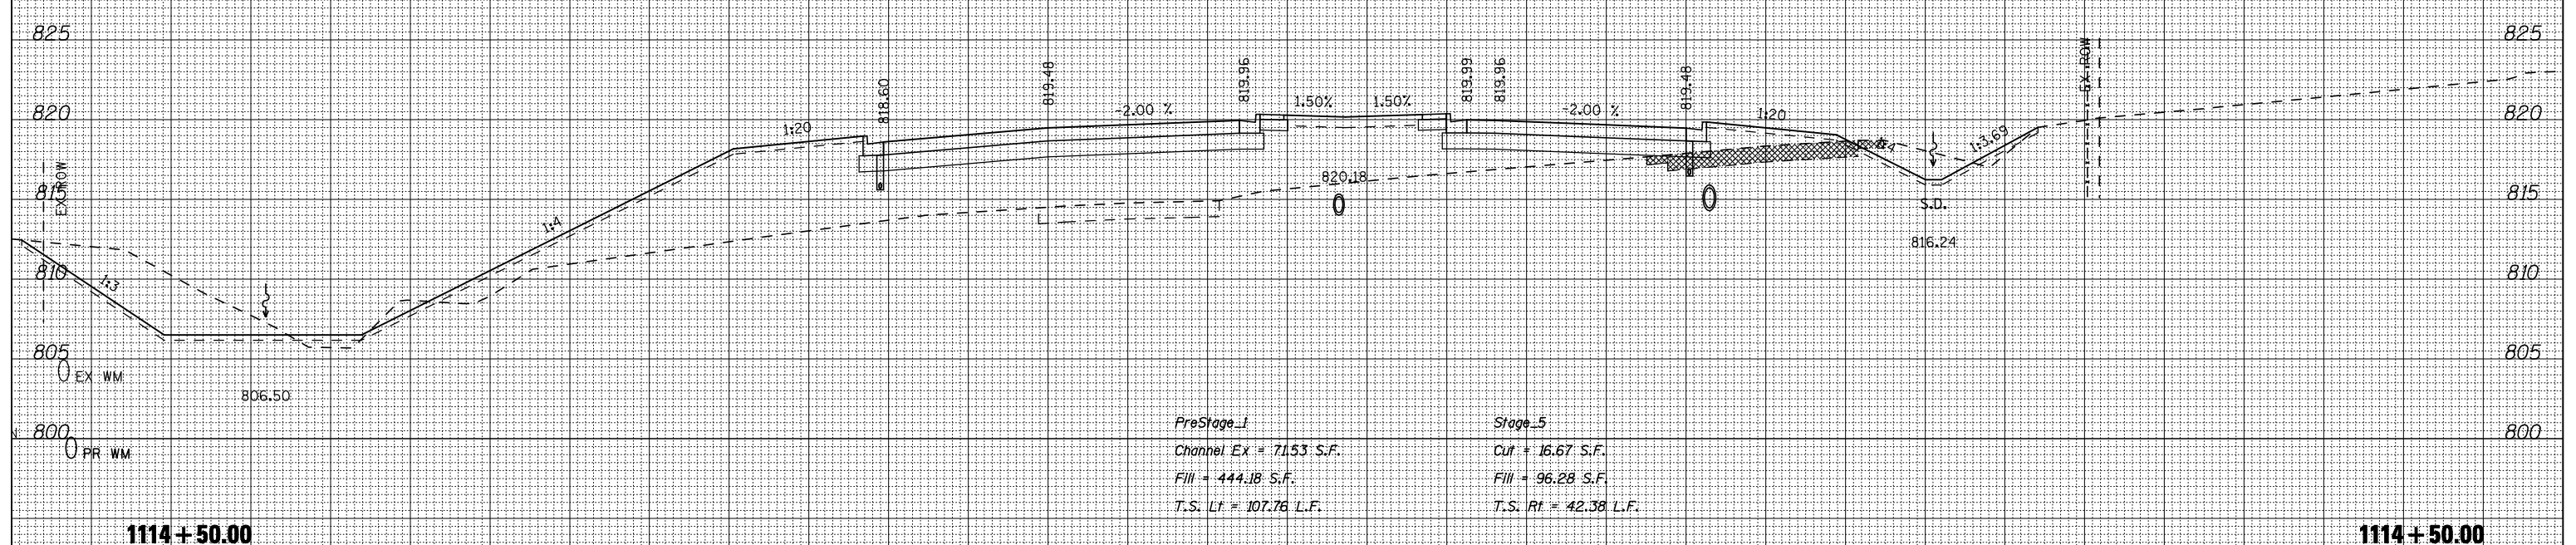 825
825
EX ROW
818.60
819.48
819.96
819.99
819.96
819.48
820
1:20
-2.00 %
1.50%
1.50%
-2.00 %
1:20
820
EX ROW
815
1:4
820.18
1:3.69
S.D.
815
816.24
810
1:3
810
805
805
EX WM
806.50
800
PR WM
800
PreStage_1
Channel Ex = 71.53 S.F.
Fill = 444.18 S.F.
T.S. Lt = 107.76 L.F.
Stage_5
Cut = 16.67 S.F.
Fill = 96.28 S.F.
T.S. Rt = 42.38 L.F.
1114+50.00
1114+50.00